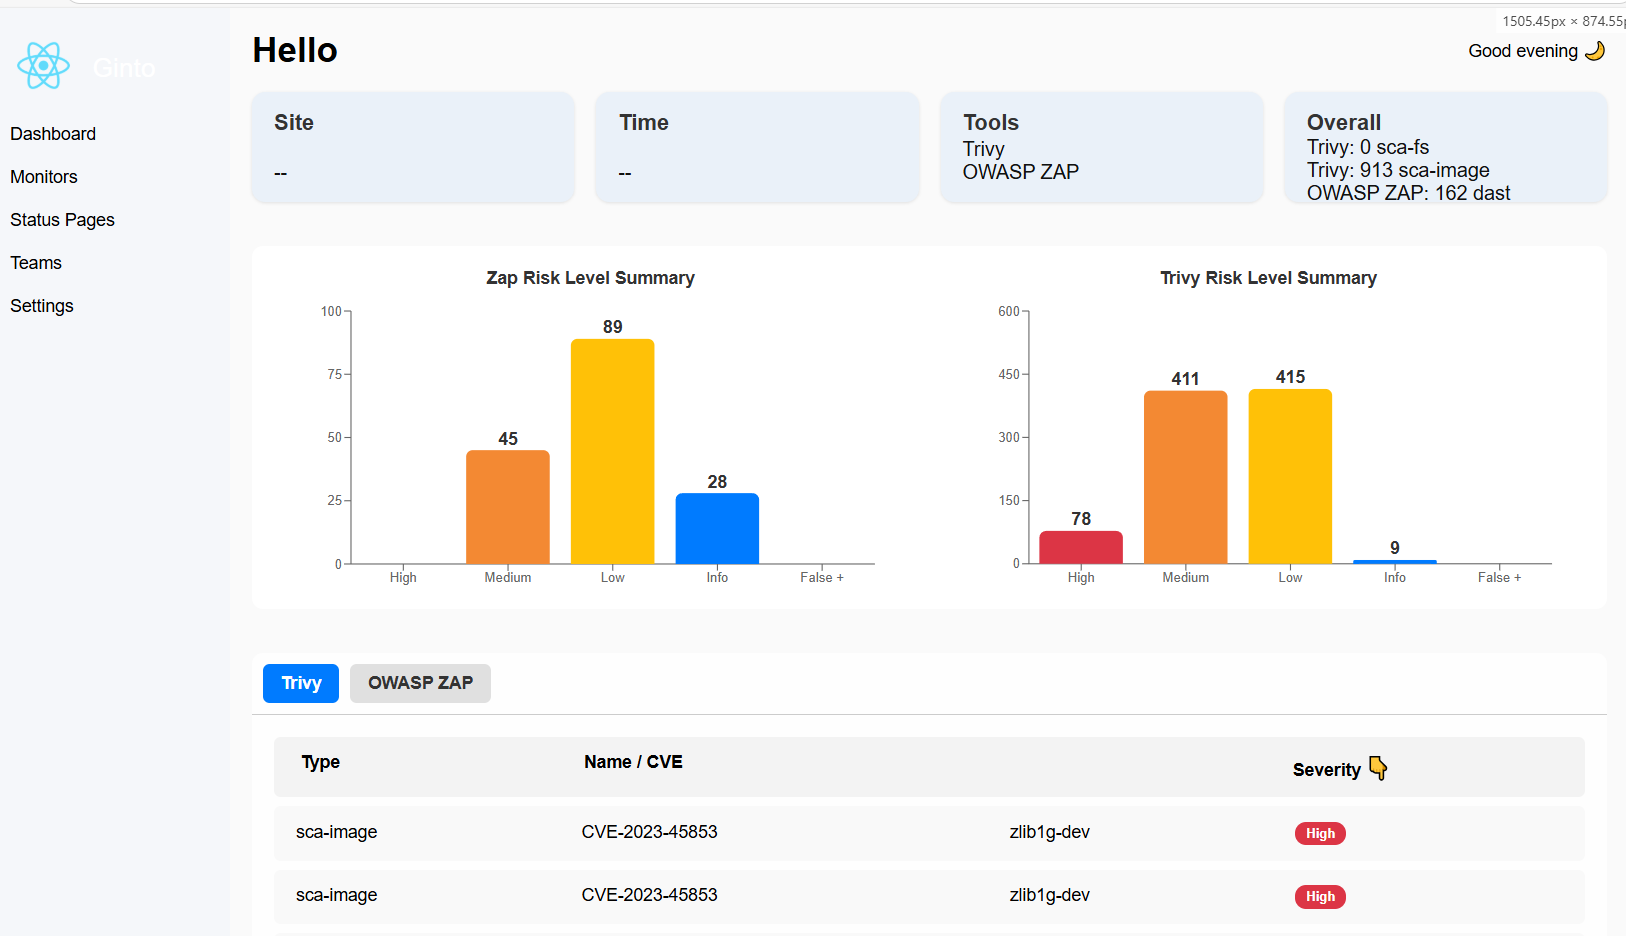 1505.45px × 874.55p
Ginto
Hello
Good evening 🌙
Dashboard
Monitors
Status Pages
Teams
Settings
Site
--
Time
--
Tools
Trivy
OWASP ZAP
Overall
Trivy: 0 sca-fs
Trivy: 913 sca-image
OWASP ZAP: 162 dast
Zap Risk Level Summary
100
75
50
25
0
45
89
28
High Medium Low Info False +
Trivy Risk Level Summary
600
450
300
150
0
78
411
415
9
High Medium Low Info False +
Trivy OWASP ZAP
Type Name / CVE Severity 👇
sca-image CVE-2023-45853 zlib1g-dev High
sca-image CVE-2023-45853 zlib1g-dev High